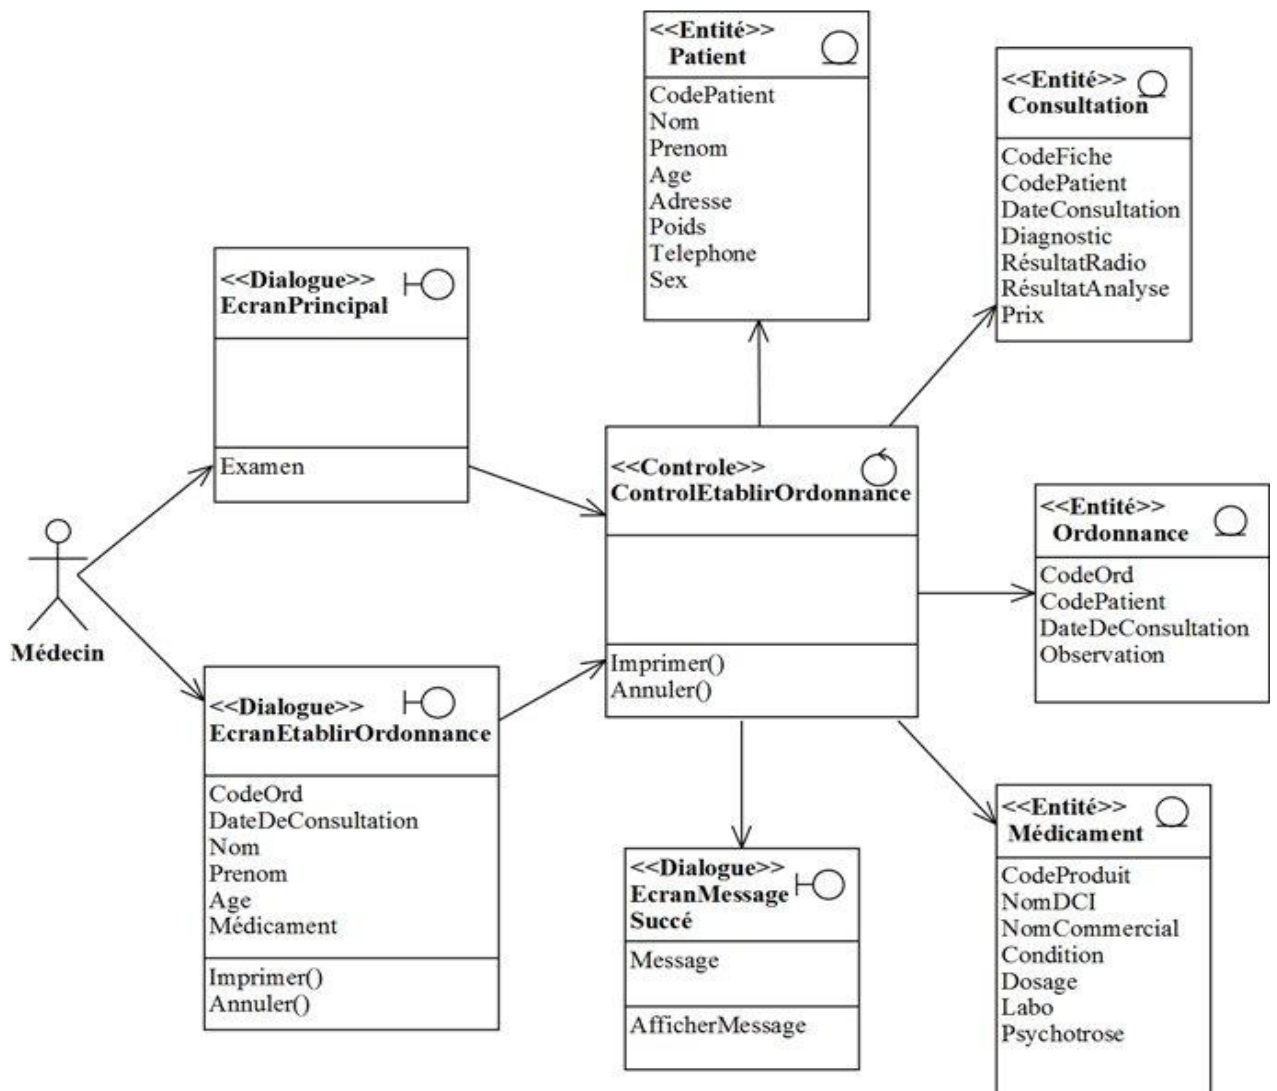 <<Entité>>
Patient
CodePatient
Nom
Prenom
Age
Adresse
Poids
Telephone
Sex
<<Entité>>
Consultation
CodeFiche
CodePatient
DateConsultation
Diagnostic
RésultatRadio
RésultatAnalyse
Prix
<<Dialogue>>
EcranPrincipal
Examen
<<Controle>>
ControlEtablirOrdonnance
Imprimer()
Annuler()
<<Entité>>
Ordonnance
CodeOrd
CodePatient
DateDeConsultation
Observation
Médecin
<<Dialogue>>
EcranEtablirOrdonnance
CodeOrd
DateDeConsultation
Nom
Prenom
Age
Médicament
Imprimer()
Annuler()
<<Dialogue>>
EcranMessage
Succé
Message
AfficherMessage
<<Entité>>
Médicament
CodeProduit
NomDCI
NomCommercial
Condition
Dosage
Labo
Psychotrose